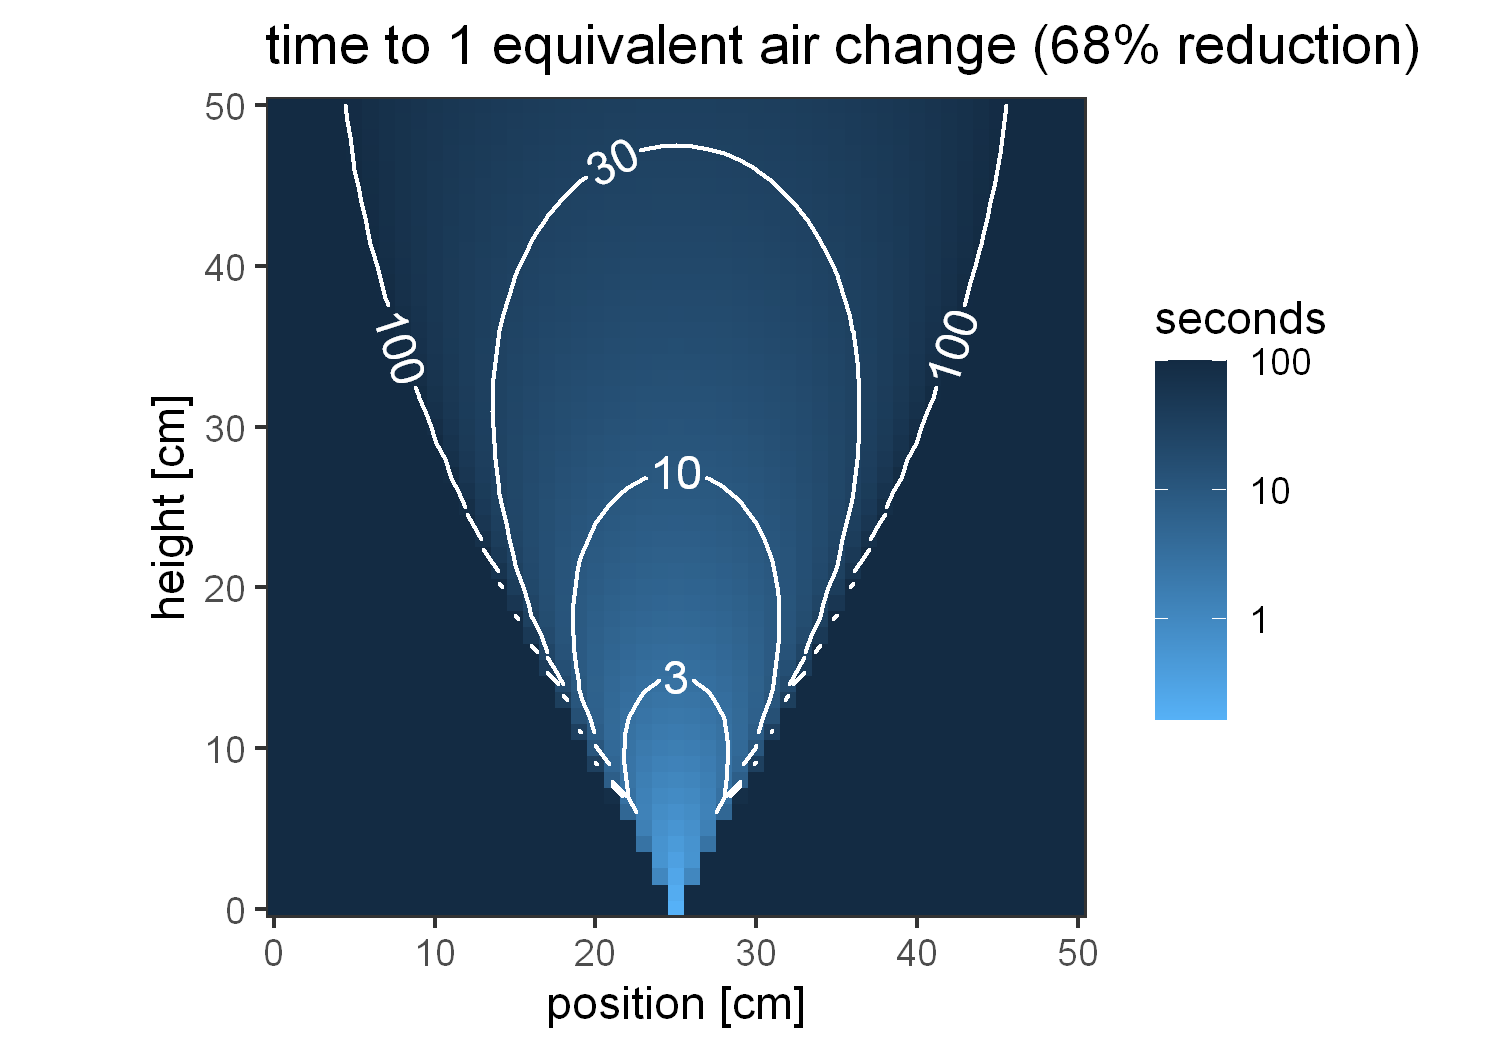 time to 1 equivalent air change (68% reduction)
50
40
30
20
10
0
height [cm]
30
100
100
10
3
0 10 20 30 40 50
position [cm]
seconds
100
10
1